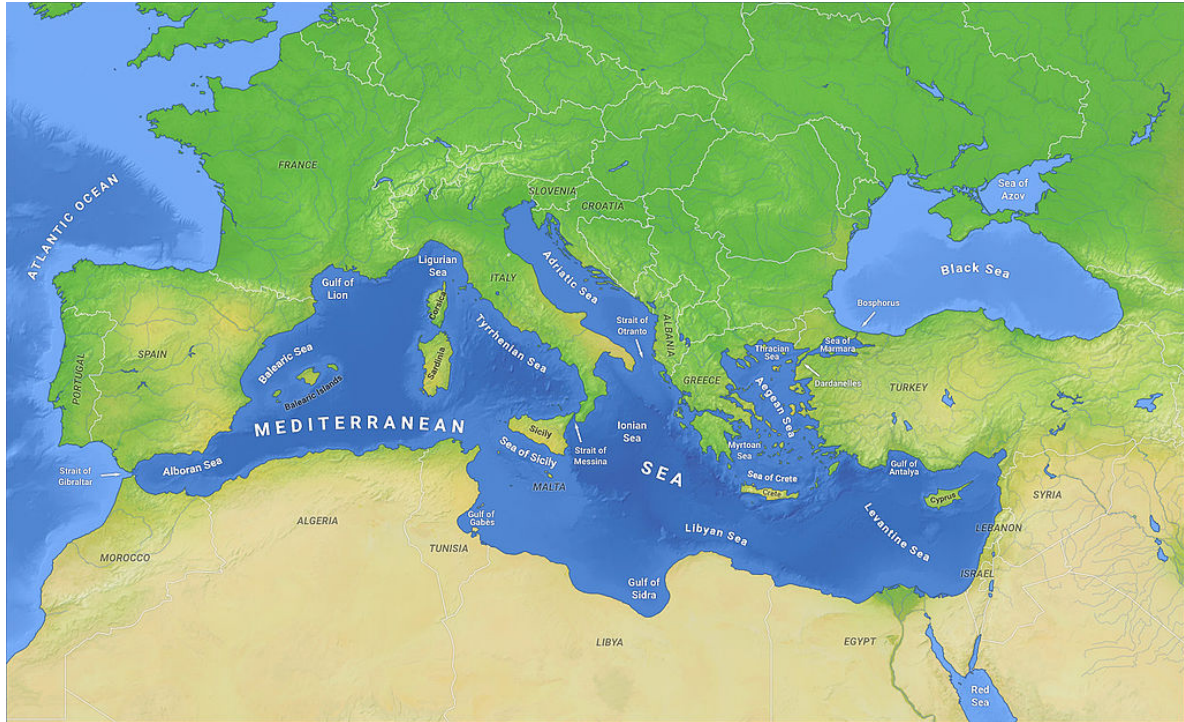 FRANCE
ATLANTIC OCEAN
SLOVENIA
CROATIA
Sea of
Azov
Black Sea
Ligurian
Sea
ITALY
Adriatic Sea
Gulf of
Lion
Corsica
Bosphorus
Strait of
Otranto
ALBANIA
Tyrrhenian Sea
Balearic Sea
SPAIN
PORTUGAL
Sardinia
Thracian
Sea
Sea of
Marmara
Dardanelles
GREECE
Aegean Sea
TURKEY
Balearic Islands
MEDITERRANEAN
SEA
Sicily
Ionian
Sea
Strait of
Messina
Myrtoan
Sea
Sea of Sicily
Alboran Sea
Strait of
Gibraltar
MALTA
Sea of Crete
Crete
Gulf of
Antalya
Cyprus
SYRIA
LEBANON
Levantine Sea
Libyan Sea
Gulf of
Gabès
ALGERIA
TUNISIA
MOROCCO
Gulf of
Sidra
ISRAEL
LIBYA
EGYPT
Red
Sea